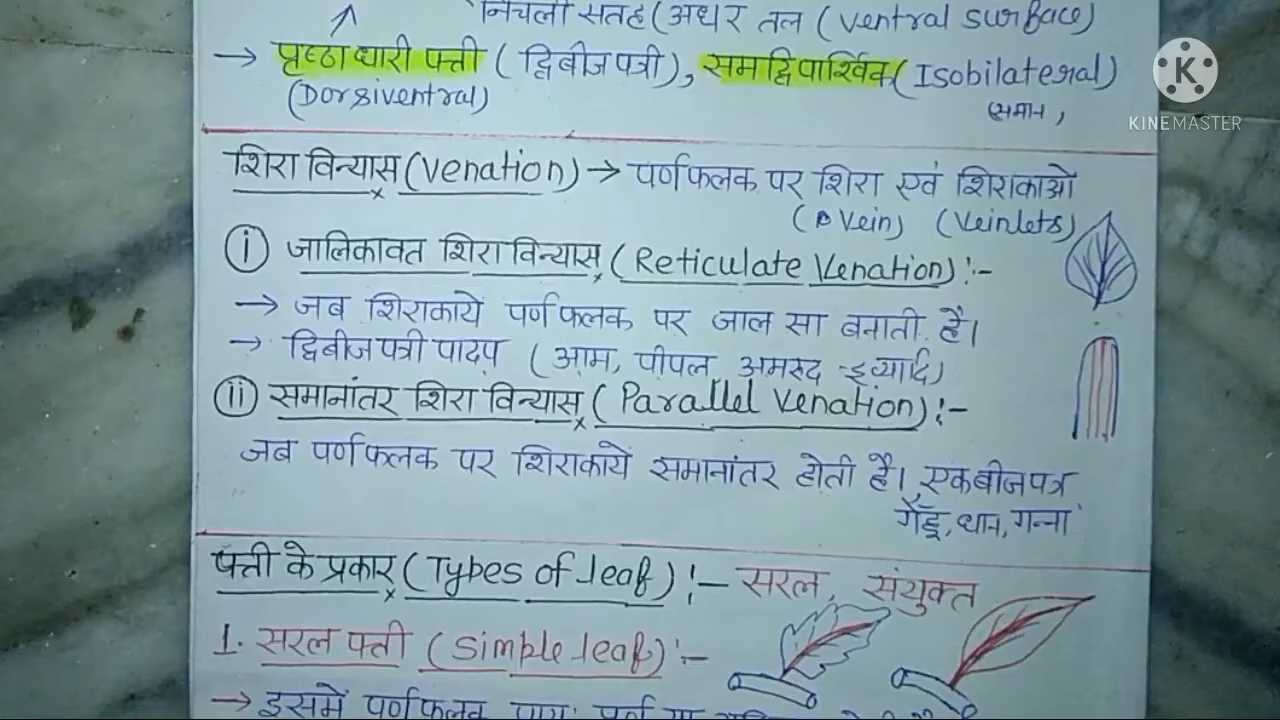 निचली सतह (अधर तल (Ventral surface)
→ पृष्ठाधारी पत्ती (द्विबीजपत्री), समद्विपार्श्विक (Isobilateral)
(Dorsiventral) समान,
KINEMASTER
शिरा विन्यास (Venation) → पर्णफलक पर शिरा एवं शिराकाओ
(Vein) (Veinlets)
(i) जालिकावत शिरा विन्यास (Reticulate Venation) :-
→ जब शिराकाये पर्णफलक पर जाल सा बनाती है।
→ द्विबीजपत्री पादप (आम, पीपल, अमरुद इत्यादि)
(ii) समानांतर शिरा विन्यास (Parallel Venation) :-
जब पर्णफलक पर शिराकाये समानांतर होती है। एकबीजपत्र
गेँहू, धान, गन्ना
पत्ती के प्रकार (Types of leaf) :- सरल, संयुक्त
1. सरल पत्ती (Simple leaf) :-
→ इसमें पर्णफलक